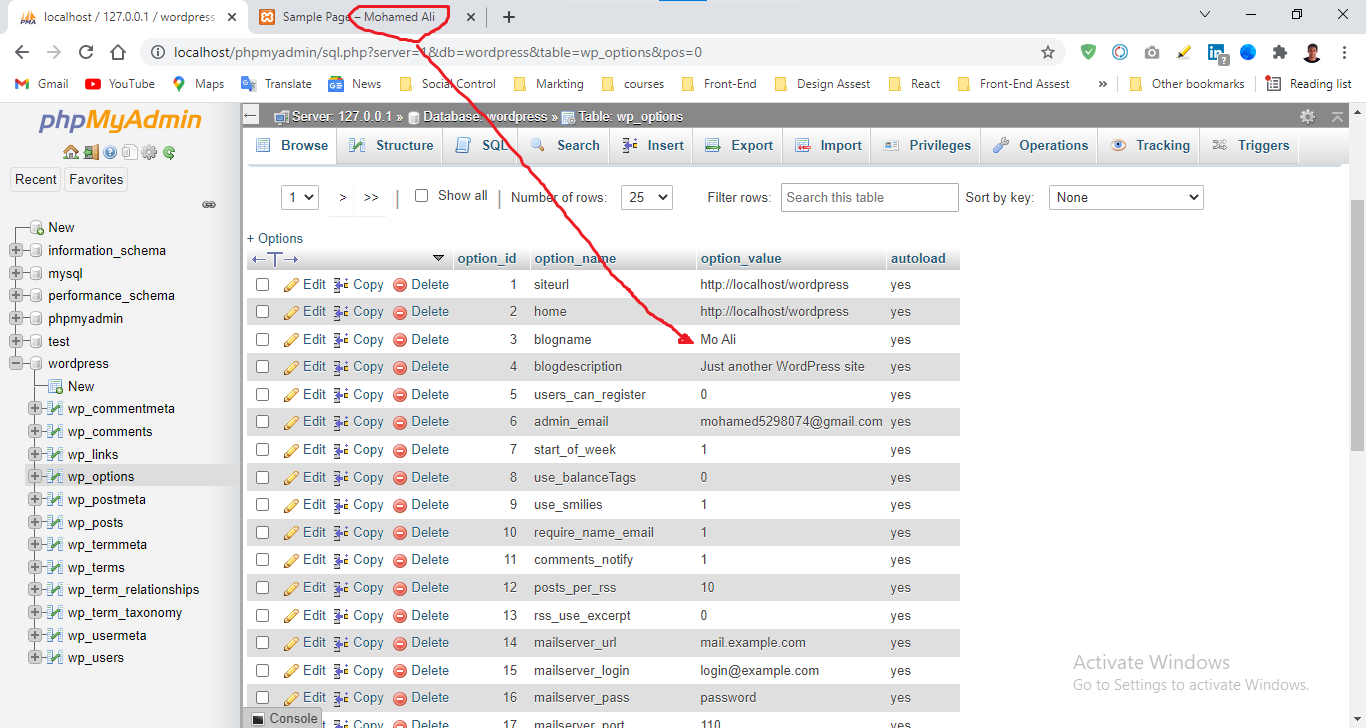 localhost / 127.0.0.1 / wordpress
Sample Page – Mohamed Ali
localhost/phpmyadmin/sql.php?server=1&db=wordpress&table=wp_options&pos=0
Gmail YouTube Maps Translate News Social Control Markting courses Front-End Design Assest React Front-End Assest » Other bookmarks Reading list
phpMyAdmin
Recent Favorites
New
information_schema
mysql
performance_schema
phpmyadmin
test
wordpress
New
wp_commentmeta
wp_comments
wp_links
wp_options
wp_postmeta
wp_posts
wp_termmeta
wp_terms
wp_term_relationships
wp_term_taxonomy
wp_usermeta
wp_users
Server: 127.0.0.1 » Database: wordpress » Table: wp_options
Browse Structure SQL Search Insert Export Import Privileges Operations Tracking Triggers
1 > >> Show all Number of rows: 25 Filter rows: Search this table Sort by key: None
+ Options
←T→ option_id option_name option_value autoload
Edit Copy Delete 1 siteurl http://localhost/wordpress yes
Edit Copy Delete 2 home http://localhost/wordpress yes
Edit Copy Delete 3 blogname Mo Ali yes
Edit Copy Delete 4 blogdescription Just another WordPress site yes
Edit Copy Delete 5 users_can_register 0 yes
Edit Copy Delete 6 admin_email mohamed5298074@gmail.com yes
Edit Copy Delete 7 start_of_week 1 yes
Edit Copy Delete 8 use_balanceTags 0 yes
Edit Copy Delete 9 use_smilies 1 yes
Edit Copy Delete 10 require_name_email 1 yes
Edit Copy Delete 11 comments_notify 1 yes
Edit Copy Delete 12 posts_per_rss 10 yes
Edit Copy Delete 13 rss_use_excerpt 0 yes
Edit Copy Delete 14 mailserver_url mail.example.com yes
Edit Copy Delete 15 mailserver_login login@example.com yes
Edit Copy Delete 16 mailserver_pass password yes
Copy Delete 17 mailserver_port 110 yes
Console
Activate Windows
Go to Settings to activate Windows.